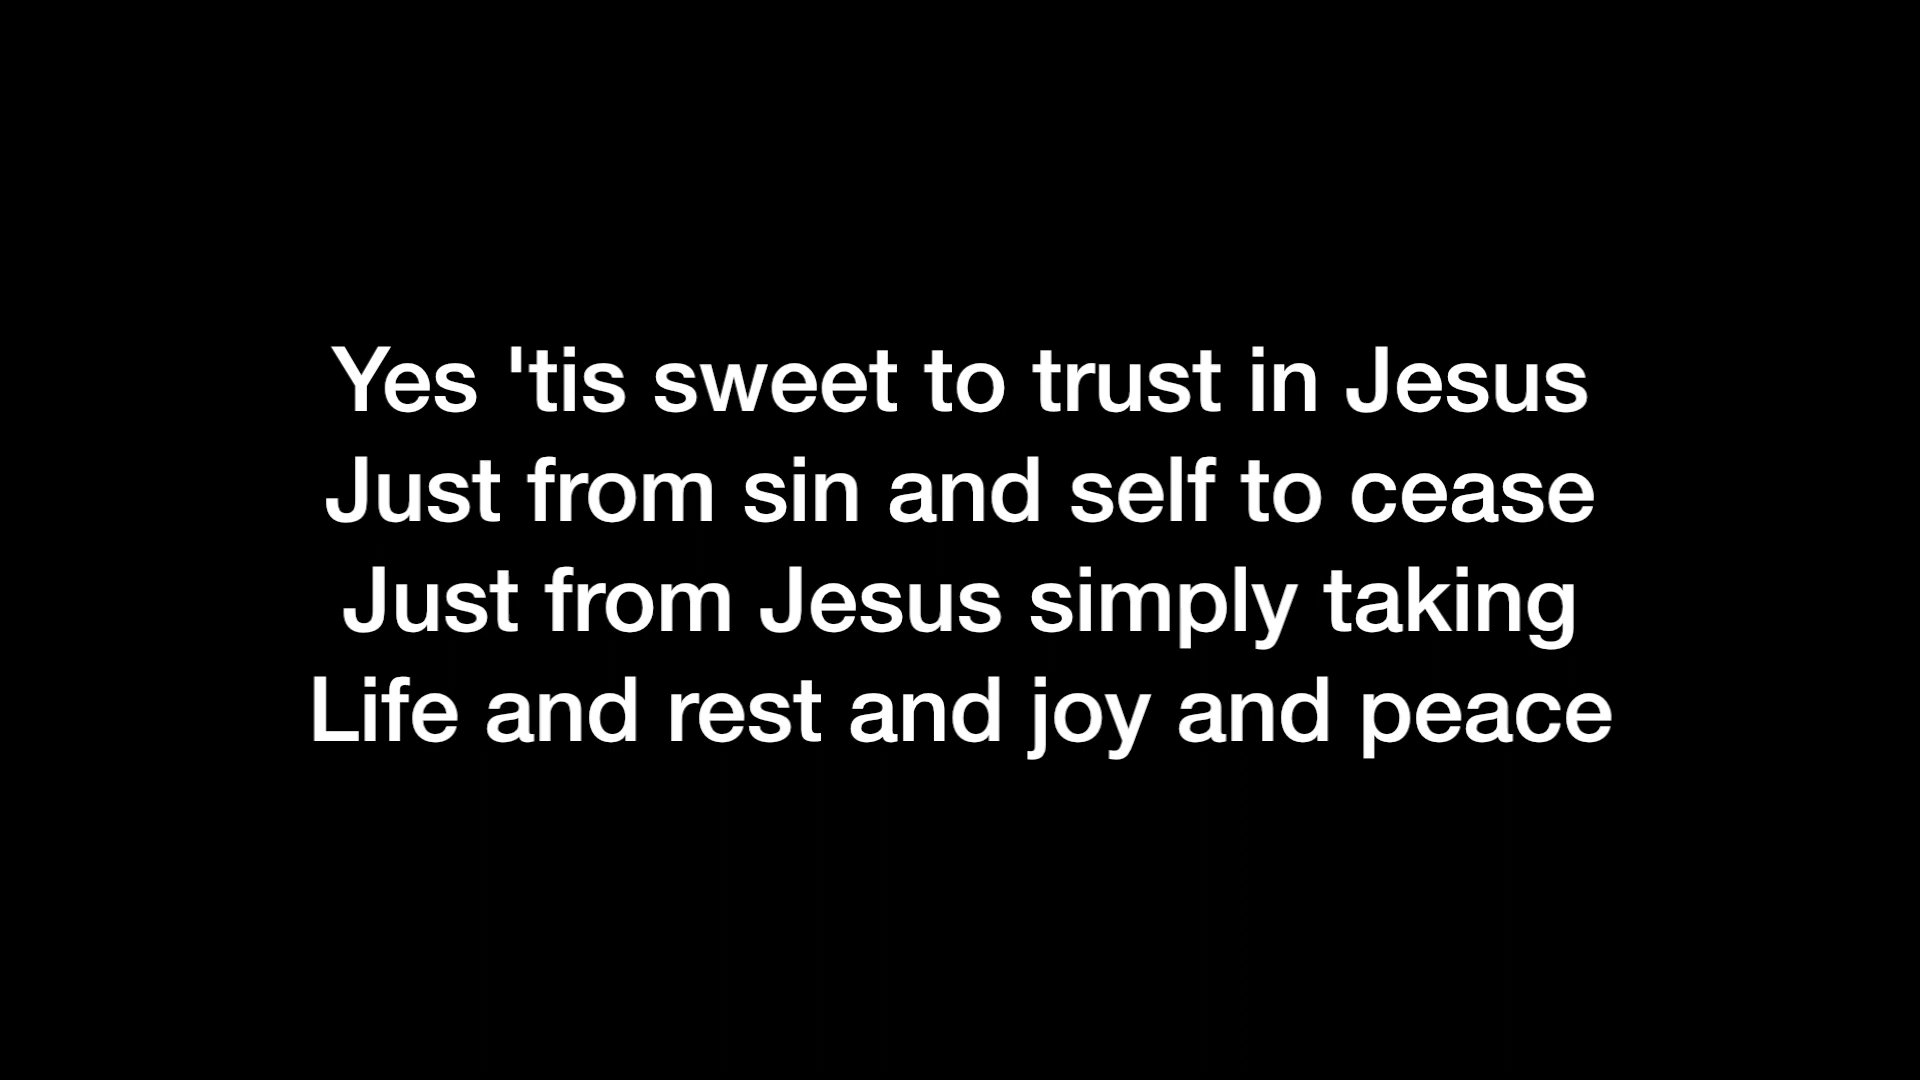 Yes 'tis sweet to trust in Jesus
Just from sin and self to cease
Just from Jesus simply taking
Life and rest and joy and peace